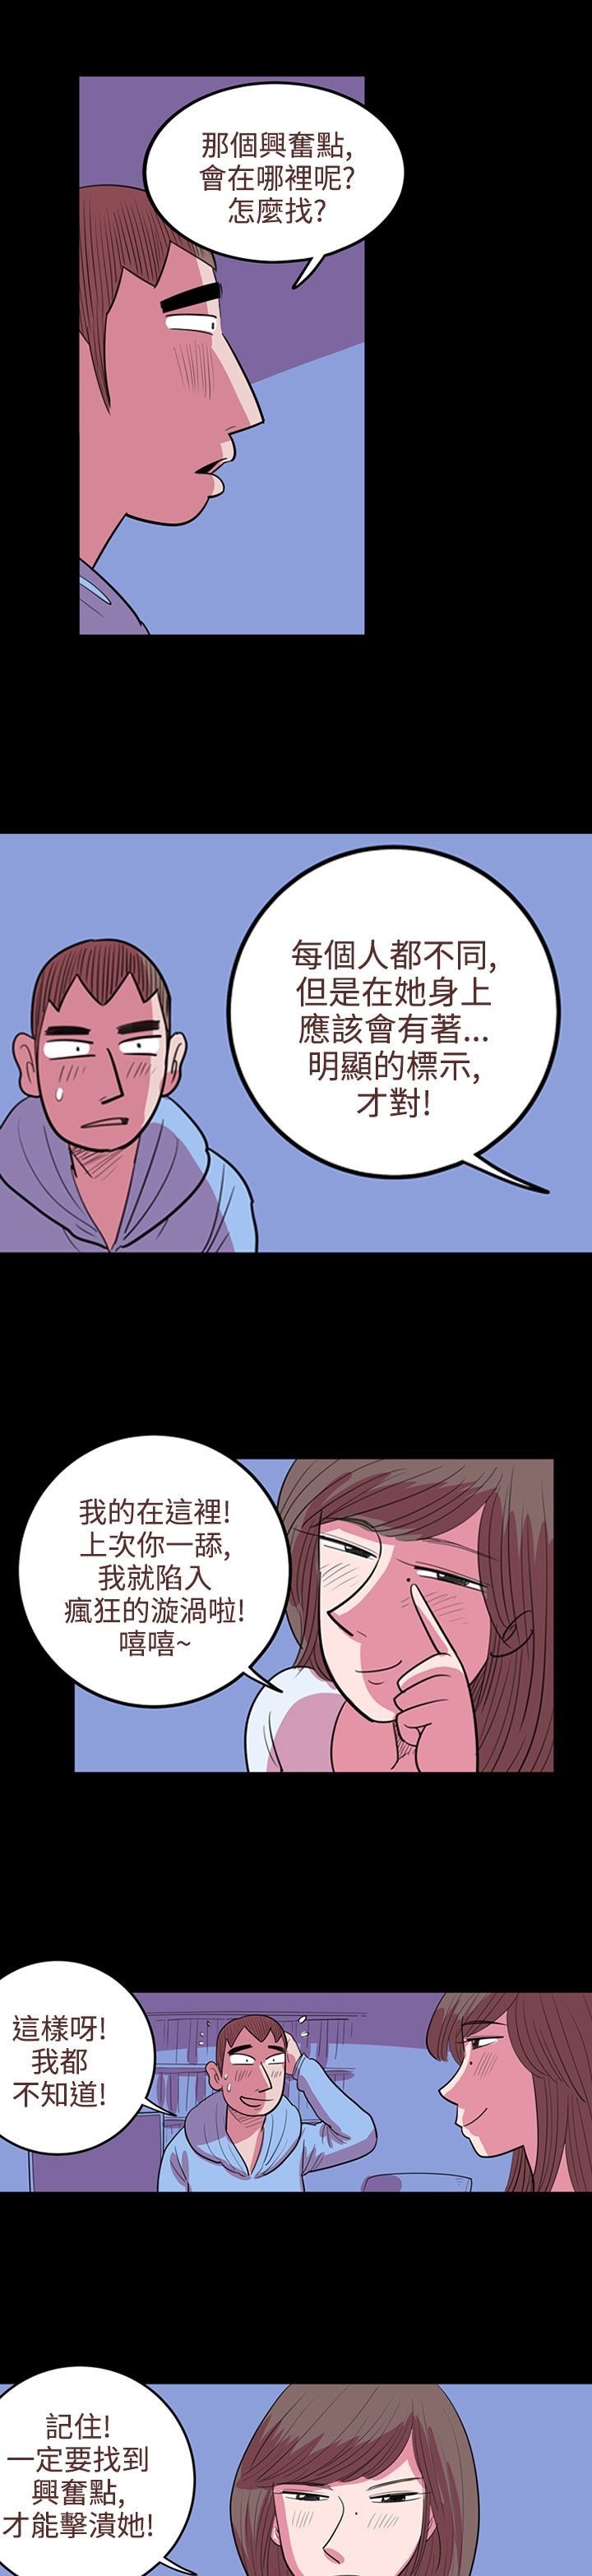 那個興奮點,
會在哪裡呢?
怎麼找?
每個人都不同,
但是在她身上
應該會有著...
明顯的標示,
才對!
我的在這裡!
上次你一舔,
我就陷入
瘋狂的漩渦啦!
嘻嘻~
這樣呀!
我都
不知道!
記住!
一定要找到
興奮點,
才能擊潰她!